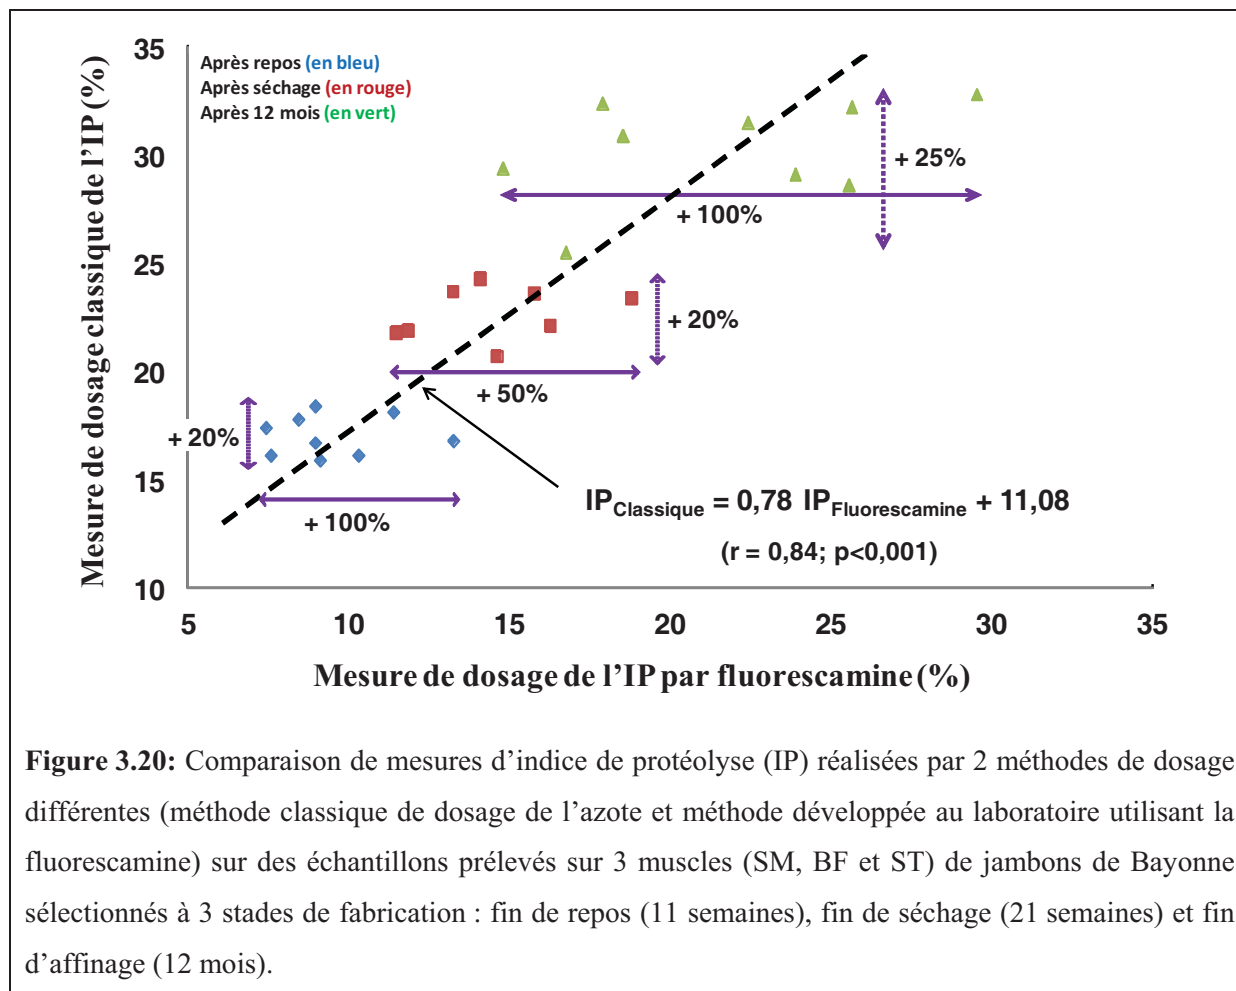 Mesure de dosage classique de l'IP (%)
35
30
25
20
15
10
Après repos (en bleu)
Après séchage (en rouge)
Après 12 mois (en vert)
+ 25%
+ 100%
+ 20%
+ 50%
+ 20%
+ 100%
IPClassique = 0,78 IPFluorescamine + 11,08
(r = 0,84; p<0,001)
5 10 15 20 25 30 35
Mesure de dosage de l'IP par fluorescamine (%)
Figure 3.20: Comparaison de mesures d'indice de protéolyse (IP) réalisées par 2 méthodes de dosage
différentes (méthode classique de dosage de l'azote et méthode développée au laboratoire utilisant la
fluorescamine) sur des échantillons prélevés sur 3 muscles (SM, BF et ST) de jambons de Bayonne
sélectionnés à 3 stades de fabrication : fin de repos (11 semaines), fin de séchage (21 semaines) et fin
d'affinage (12 mois).